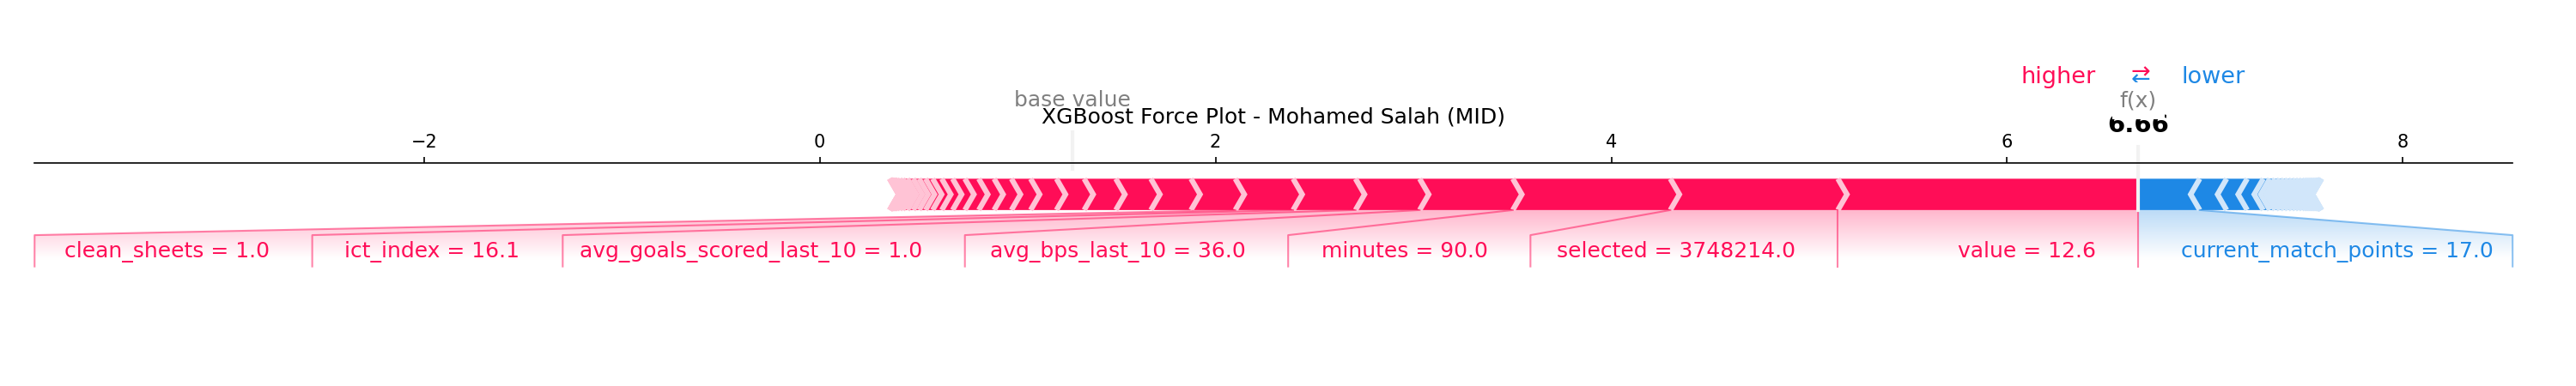 higher ⇄ lower
base value
f(x)
XGBoost Force Plot - Mohamed Salah (MID)
6.66
−2 0 2 4 6 8
clean_sheets = 1.0 ict_index = 16.1 avg_goals_scored_last_10 = 1.0 avg_bps_last_10 = 36.0 minutes = 90.0 selected = 3748214.0 value = 12.6 current_match_points = 17.0